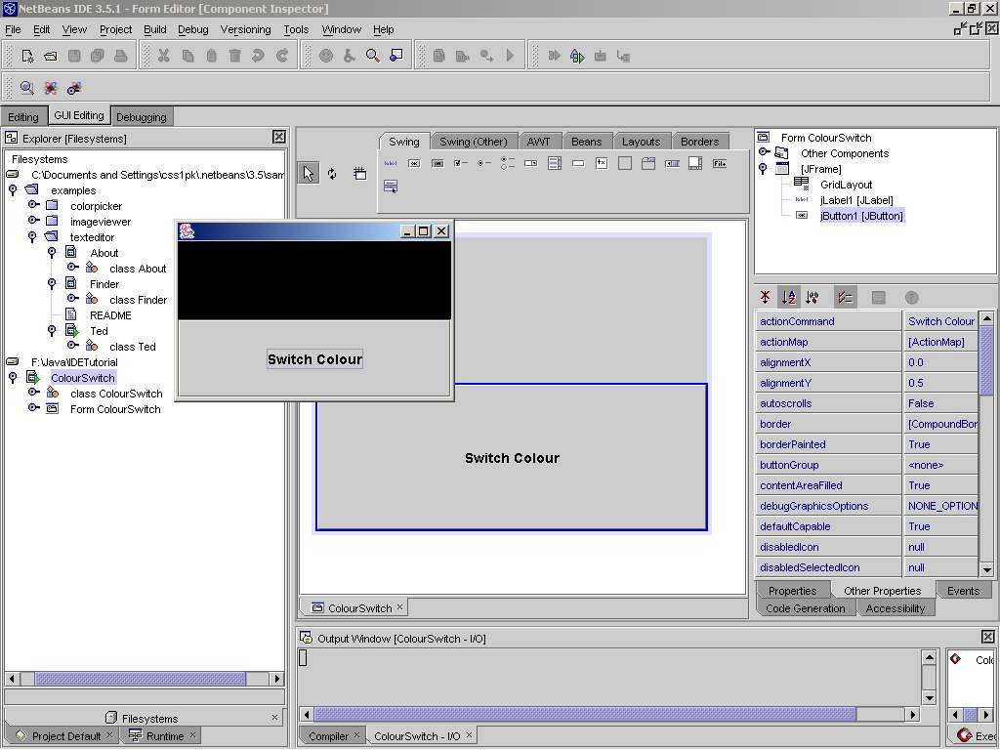 NetBeans IDE 3.5.1 - Form Editor [Component Inspector]
File Edit View Project Build Debug Versioning Tools Window Help
Editing GUI Editing Debugging
Explorer [Filesystems]
Filesystems
C:\Documents and Settings\css1pk\.netbeans\3.5\sam
examples
colorpicker
imageviewer
texteditor
About
class About
Finder
class Finder
README
Ted
class Ted
F:\Java\IDETutorial
ColourSwitch
class ColourSwitch
Form ColourSwitch
Filesystems
Project Default Runtime
Swing Swing (Other) AWT Beans Layouts Borders
label
Switch Colour
Switch Colour
ColourSwitch
Form ColourSwitch
Other Components
[JFrame]
GridLayout
jLabel1 [JLabel]
jButton1 [JButton]
actionCommand Switch Colour
actionMap [ActionMap]
alignmentX 0.0
alignmentY 0.5
autoscrolls False
border [CompoundBor
borderPainted True
buttonGroup <none>
contentAreaFilled True
debugGraphicsOptions NONE_OPTION
defaultCapable True
disabledIcon null
disabledSelectedIcon null
Properties Other Properties Events
Code Generation Accessibility
Output Window [ColourSwitch - I/O]
Compiler ColourSwitch - I/O
Colo
Exec